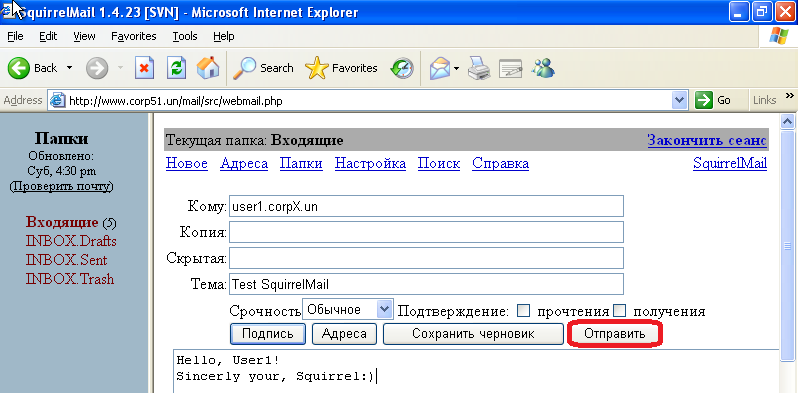 SquirrelMail 1.4.23 [SVN] - Microsoft Internet Explorer
File Edit View Favorites Tools Help
Back Search Favorites
Address http://www.corp51.un/mail/src/webmail.php Go Links »
Папки
Обновлено:
Суб, 4:30 pm
(Проверить почту)
Входящие (5)
INBOX.Drafts
INBOX.Sent
INBOX.Trash
Текущая папка: Входящие Закончить сеанс
Новое Адреса Папки Настройка Поиск Справка SquirrelMail
Кому: user1.corpX.un
Копия:
Скрытая:
Тема: Test SquirrelMail
Срочность Обычное Подтверждение: прочтения получения
Подпись Адреса Сохранить черновик Отправить
Hello, User1!
Sincerly your, Squirrel:)